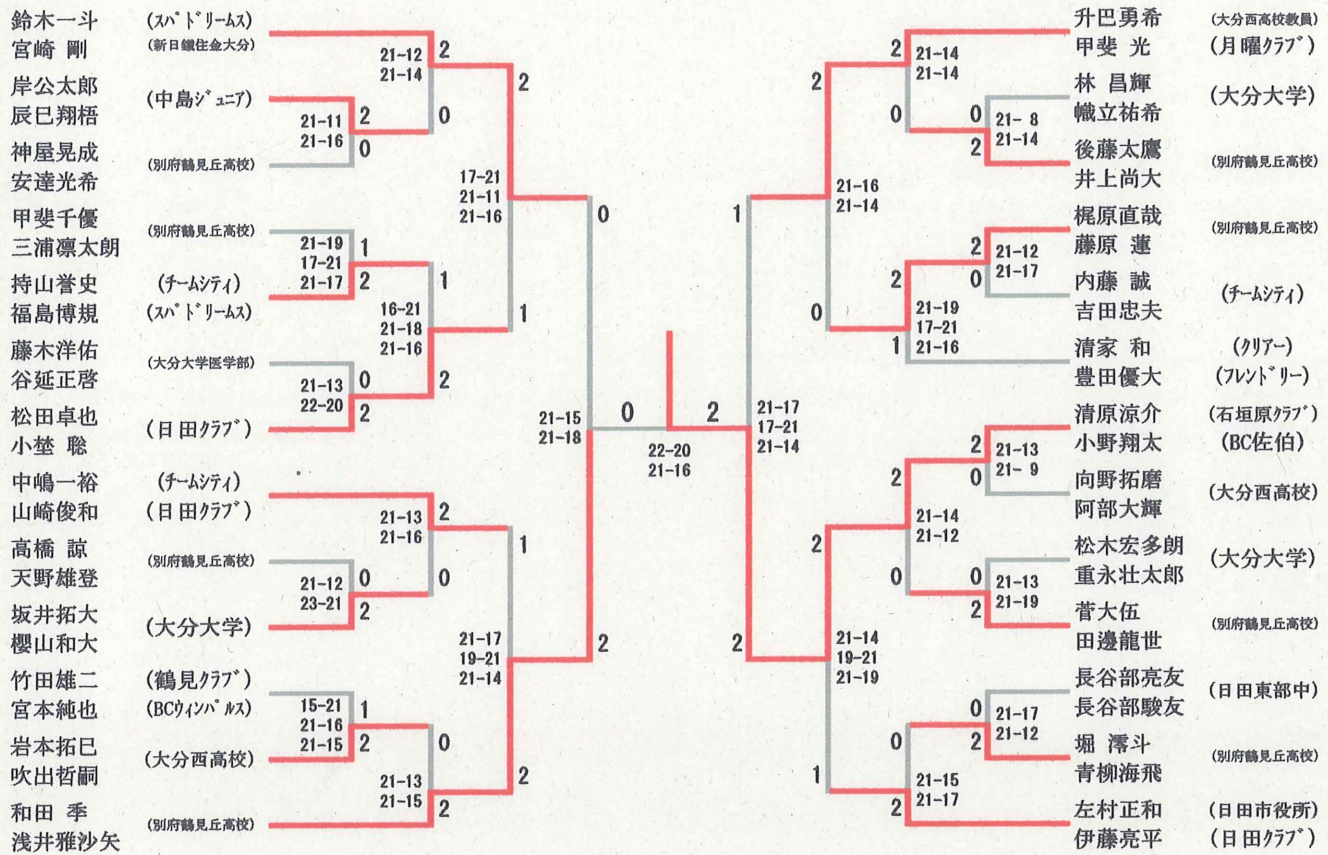 鈴木一斗 (スパドリームス)
宮崎 剛 (新日鐵住金大分)
岸公太郎
辰巳翔梧
(中島ジュニア)
神屋晃成
安達光希
(別府鶴見丘高校)
甲斐千優
三浦凛太朗
(別府鶴見丘高校)
持山誉史 (チームシティ)
福島博規 (スパドリームス)
藤木洋佑
谷延正啓
(大分大学医学部)
松田卓也
小埜 聡
(日田クラブ)
中嶋一裕 (チームシティ)
山崎俊和 (日田クラブ)
高橋 諒
天野雄登
(別府鶴見丘高校)
坂井拓大
櫻山和大
(大分大学)
竹田雄二 (鶴見クラブ)
宮本純也 (BCウィンパルス)
岩本拓巳
吹出哲嗣
(大分西高校)
和田 季
浅井雅沙矢
(別府鶴見丘高校)
21-11
21-16
2
0
21-19
17-21
21-17
1
2
21-13
22-20
0
2
21-12
23-21
0
2
15-21
21-16
21-15
1
2
21-12
21-14
2
0
16-21
21-18
21-16
1
2
21-13
21-16
2
0
21-13
21-15
0
2
17-21
21-11
21-16
2
1
21-17
19-21
21-14
1
2
21-15
21-18
0
2
0
2
22-20
21-16
1
2
21-17
17-21
21-14
2
0
21-16
21-14
2
1
21-14
19-21
21-19
2
0
21-14
21-14
2
1
21-19
17-21
21-16
2
0
21-14
21-12
0
2
21-15
21-17
0
2
21- 8
21-14
2
0
21-12
21-17
2
0
21-13
21- 9
0
2
21-13
21-19
0
2
21-17
21-12
升巴勇希 (大分西高校教員)
甲斐 光 (月曜クラブ)
林 昌輝
幟立祐希
(大分大学)
後藤太鷹
井上尚大
(別府鶴見丘高校)
梶原直哉
藤原 蓮
(別府鶴見丘高校)
内藤 誠
吉田忠夫
(チームシティ)
清家 和 (クリアー)
豊田優大 (フレンドリー)
清原涼介 (石垣原クラブ)
小野翔太 (BC佐伯)
向野拓磨
阿部大輝
(大分西高校)
松木宏多朗
重永壮太郎
(大分大学)
菅大伍
田邊龍世
(別府鶴見丘高校)
長谷部亮友
長谷部駿友
(日田東部中)
堀 澪斗
青柳海飛
(別府鶴見丘高校)
左村正和 (日田市役所)
伊藤亮平 (日田クラブ)